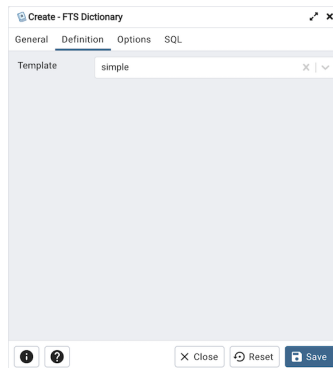 Create - FTS Dictionary
General Definition Options SQL
Template simple
Close Reset Save